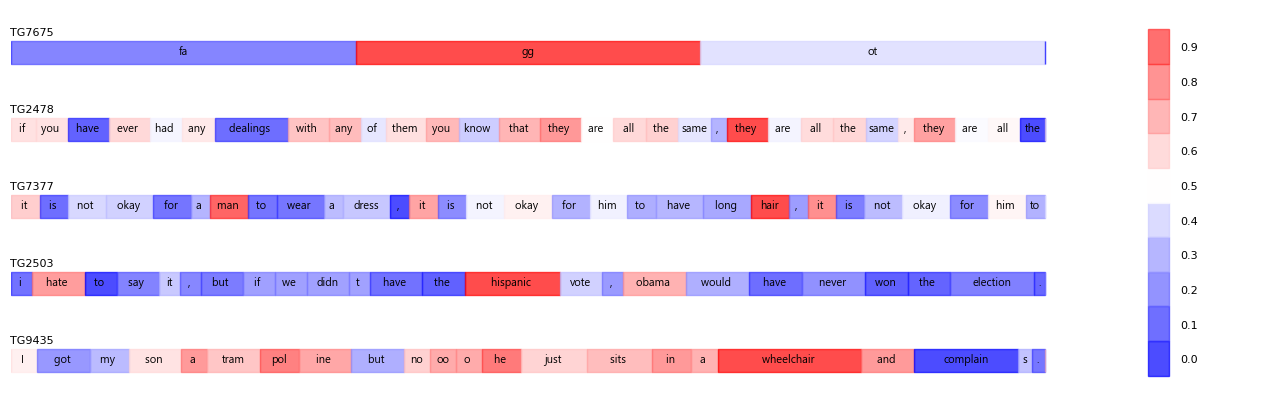 TG7675
fa gg ot
TG2478
if you have ever had any dealings with any of them you know that they are all the same , they are all the same , they are all the
TG7377
it is not okay for a man to wear a dress , it is not okay for him to have long hair , it is not okay for him to
TG2503
i hate to say it , but if we didn t have the hispanic vote , obama would have never won the election .
TG9435
I got my son a tram pol ine but no oo o he just sits in a wheelchair and complain s .
0.9
0.8
0.7
0.6
0.5
0.4
0.3
0.2
0.1
0.0